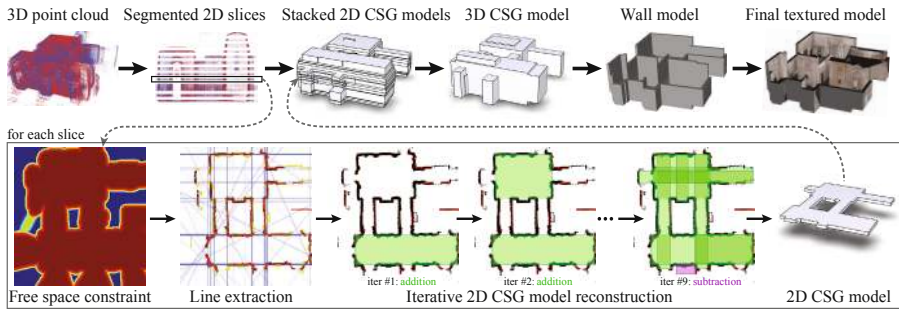 3D point cloud Segmented 2D slices Stacked 2D CSG models 3D CSG model Wall model Final textured model
for each slice
iter #1: addition iter #2: addition iter #9: subtraction
Free space constraint Line extraction Iterative 2D CSG model reconstruction 2D CSG model